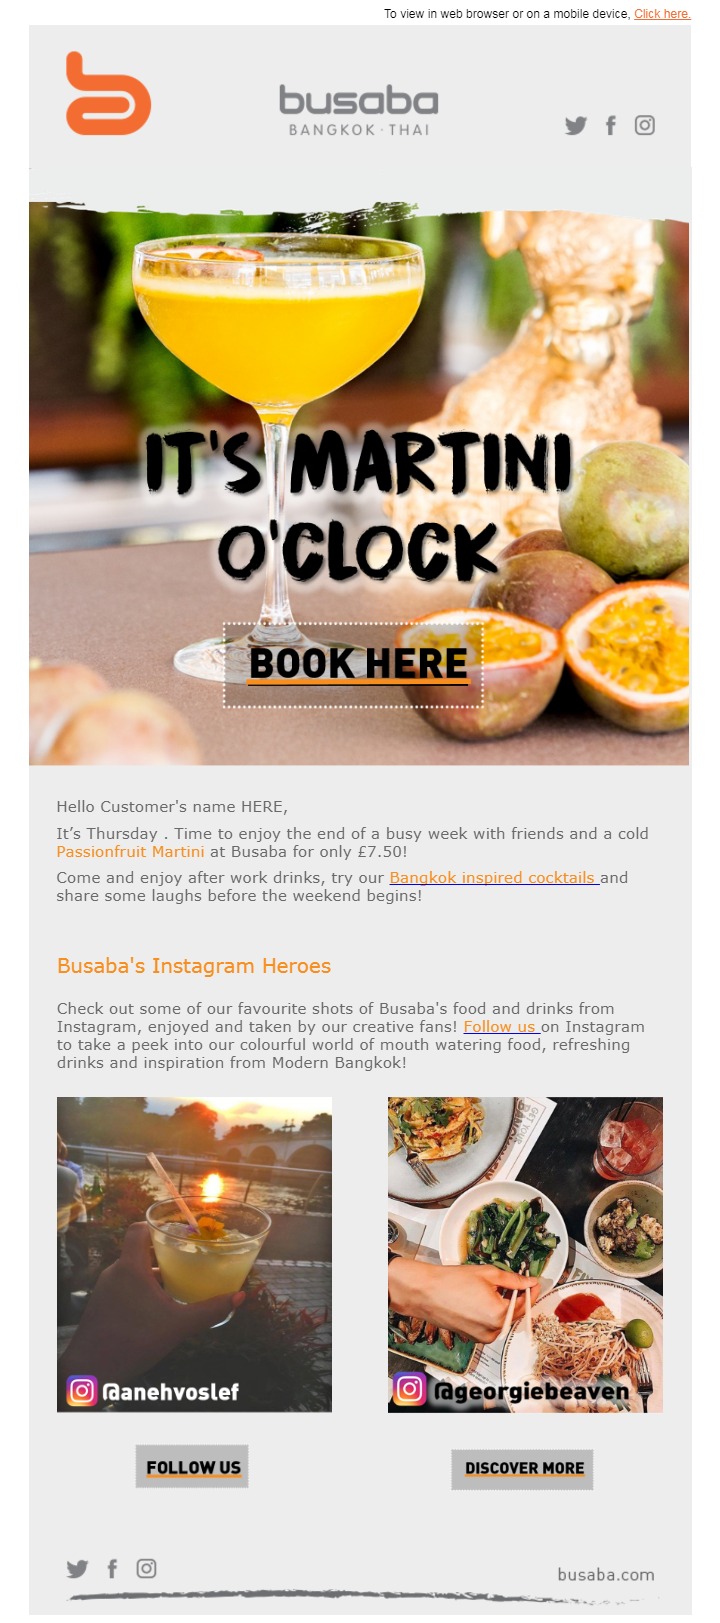 To view in web browser or on a mobile device, Click here.
busaba
BANGKOK · THAI
IT'S MARTINI
O'CLOCK
BOOK HERE
Hello Customer's name HERE,
It's Thursday . Time to enjoy the end of a busy week with friends and a cold
Passionfruit Martini at Busaba for only £7.50!
Come and enjoy after work drinks, try our Bangkok inspired cocktails and
share some laughs before the weekend begins!
Busaba's Instagram Heroes
Check out some of our favourite shots of Busaba's food and drinks from
Instagram, enjoyed and taken by our creative fans! Follow us on Instagram
to take a peek into our colourful world of mouth watering food, refreshing
drinks and inspiration from Modern Bangkok!
GET YOUR
@anehvoslef
@georgiebeaven
FOLLOW US
DISCOVER MORE
busaba.com